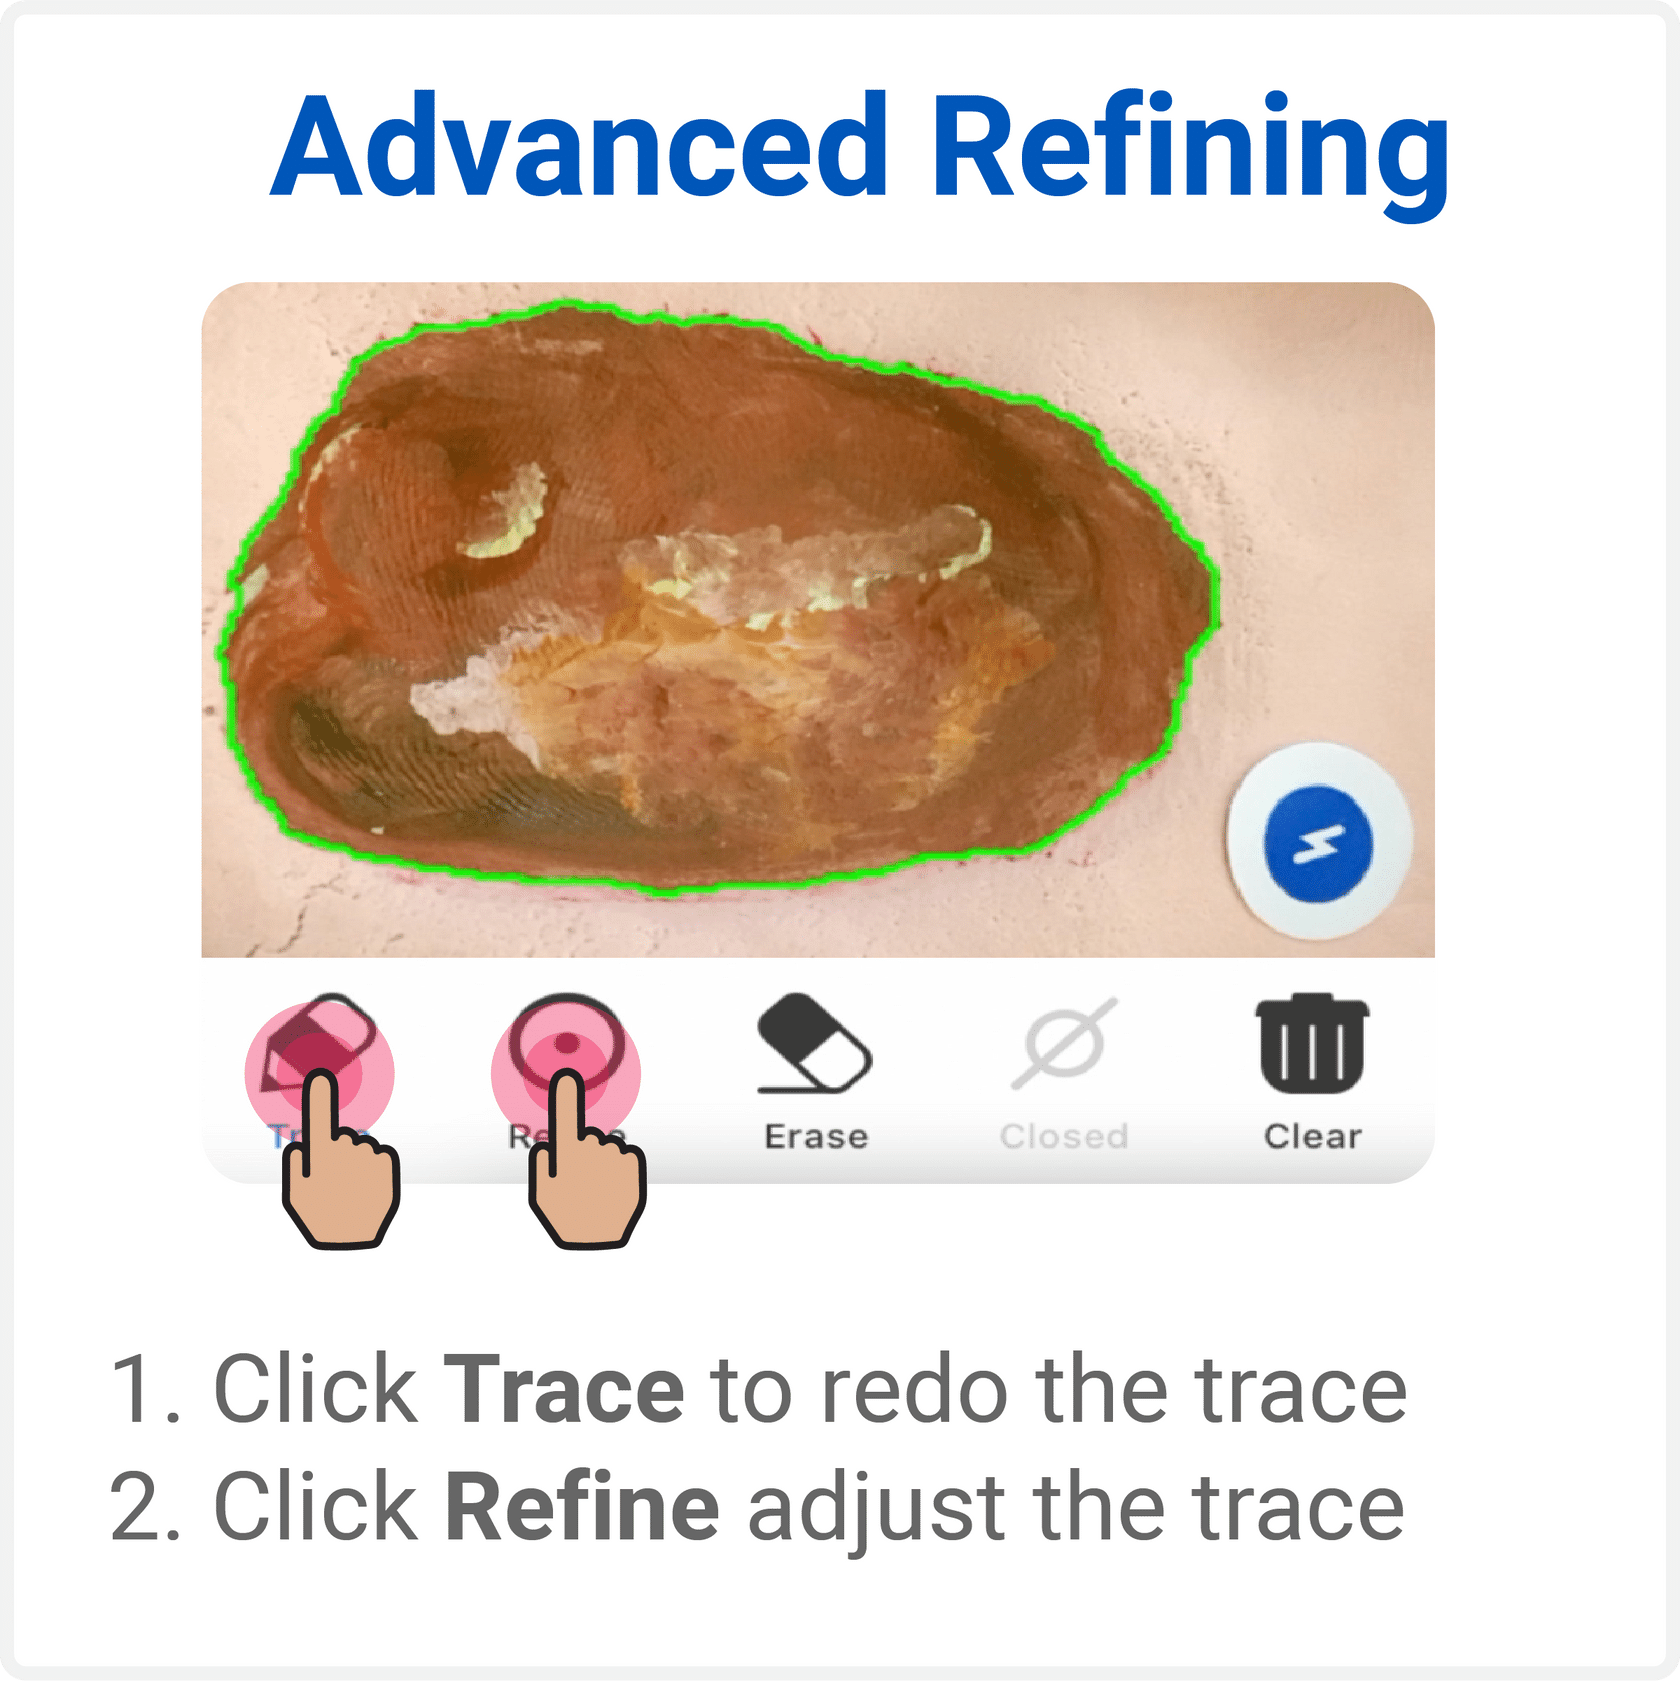 Advanced Refining
Erase
Closed
Clear
1. Click Trace to redo the trace
2. Click Refine adjust the trace